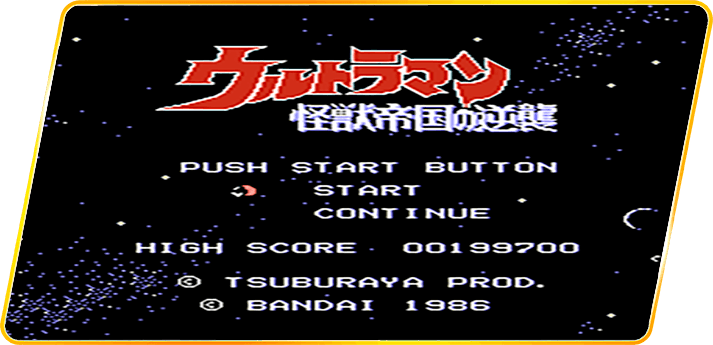 ウルトラマン
怪獣帝国の逆襲
PUSH START BUTTON
START
CONTINUE
HIGH SCORE 00199700
© TSUBURAYA PROD.
© BANDAI 1986